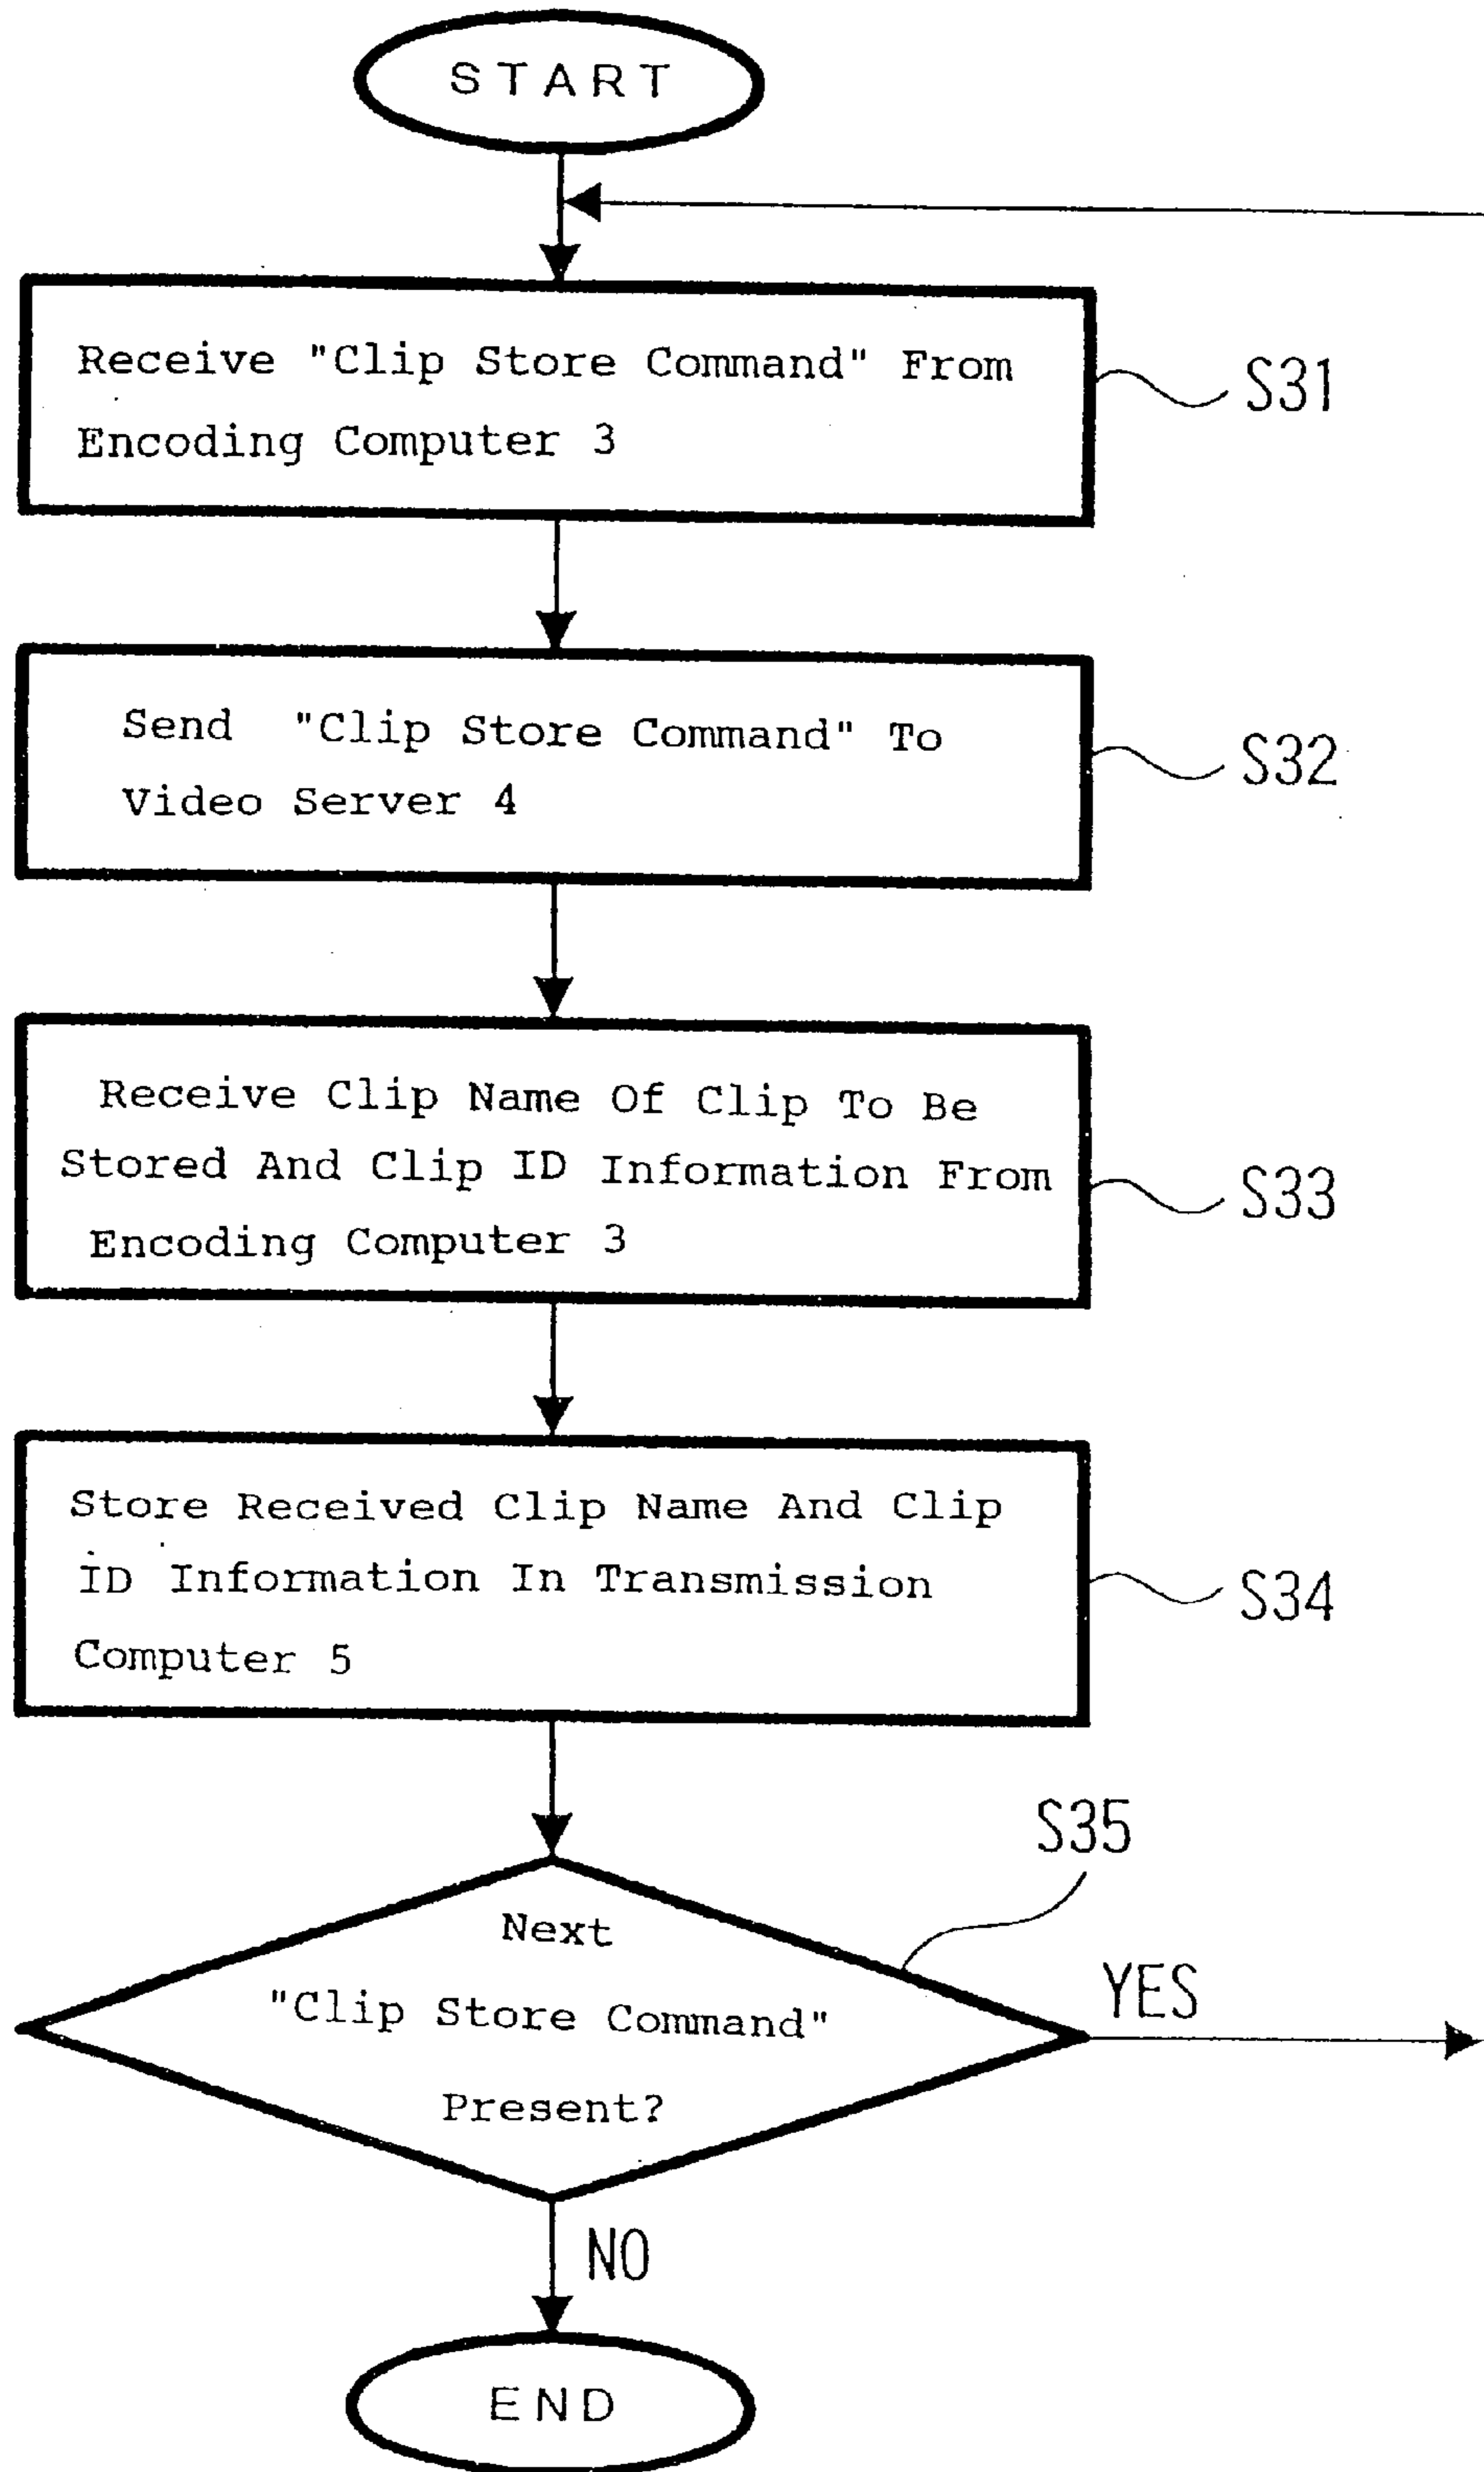 START
Receive "Clip Store Command" From
Encoding Computer 3
S31
Send "Clip Store Command" To
Video Server 4
S32
Receive Clip Name Of Clip To Be
Stored And Clip ID Information From
Encoding Computer 3
S33
Store Received Clip Name And Clip
ID Information In Transmission
Computer 5
S34
S35
Next
"Clip Store Command"
Present?
YES
NO
END